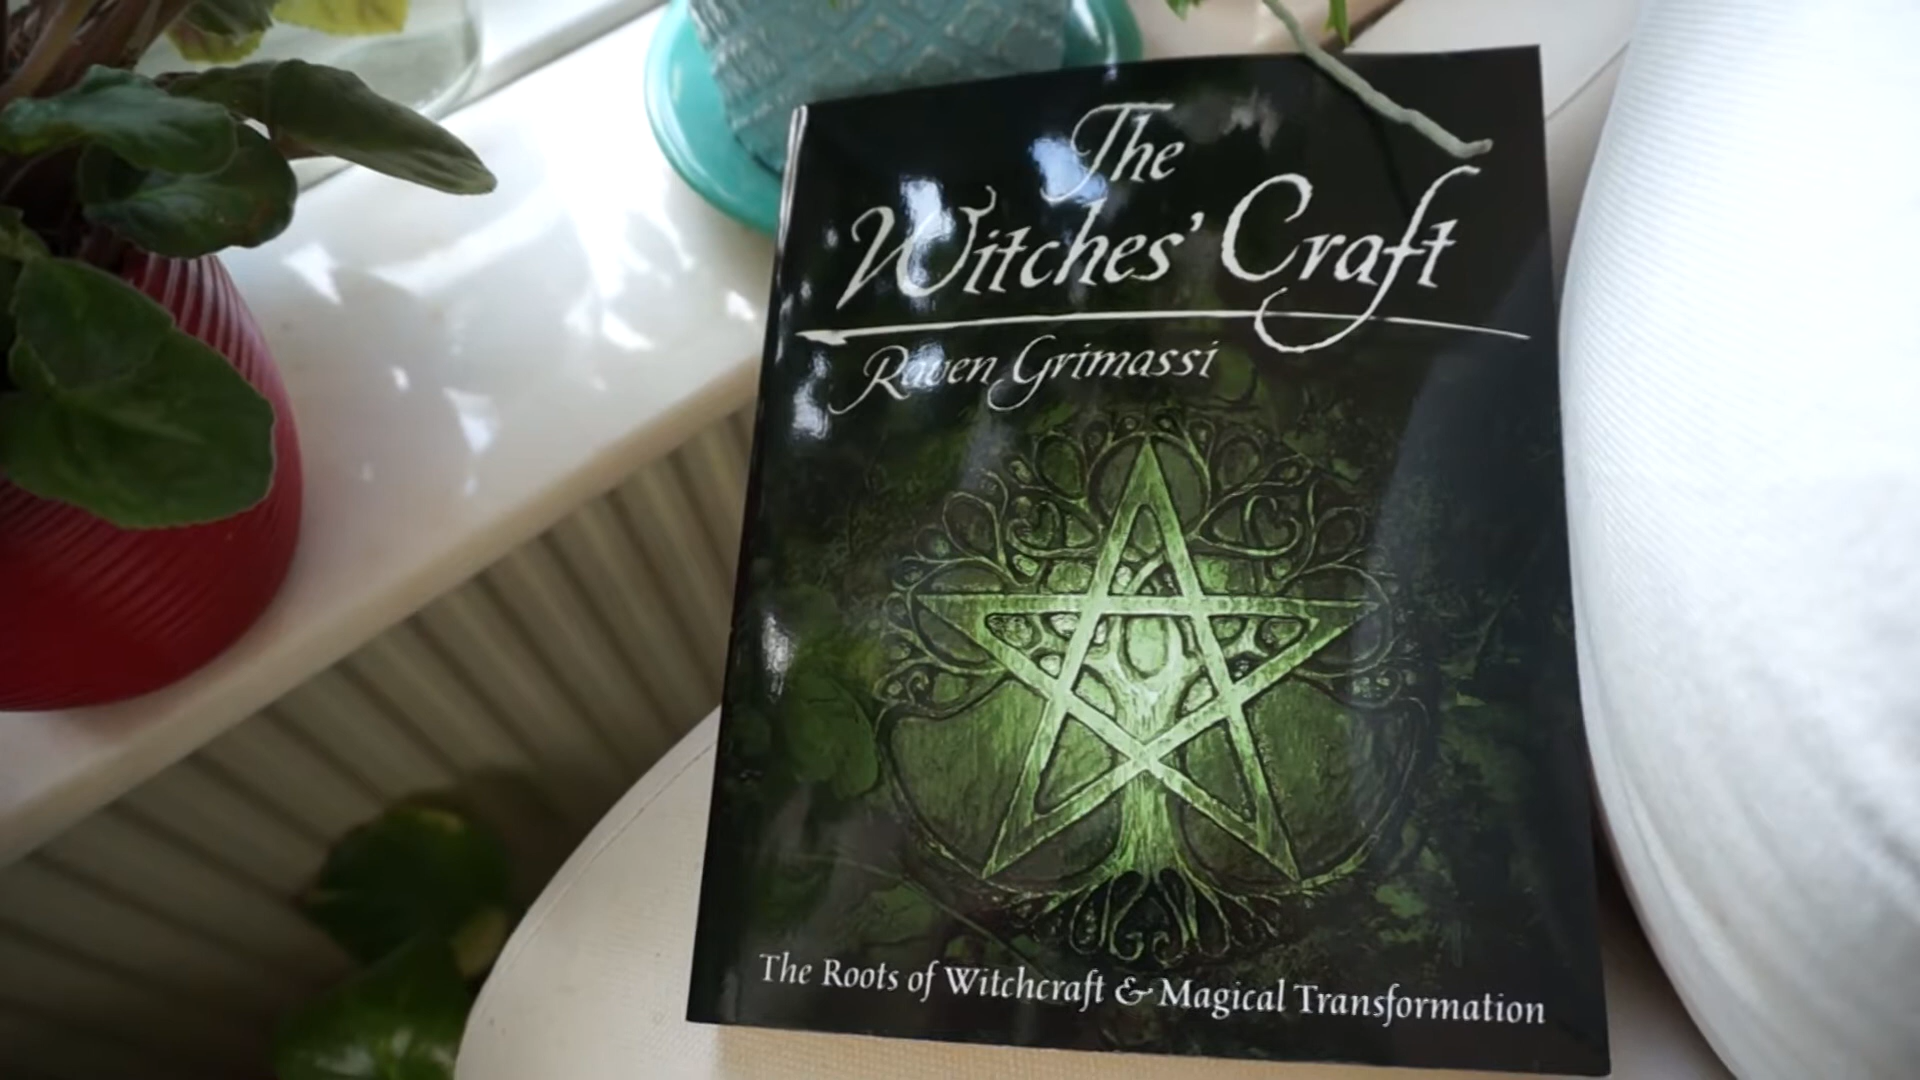 The
Witches' Craft
Raven Grimassi
The Roots of Witchcraft & Magical Transformation